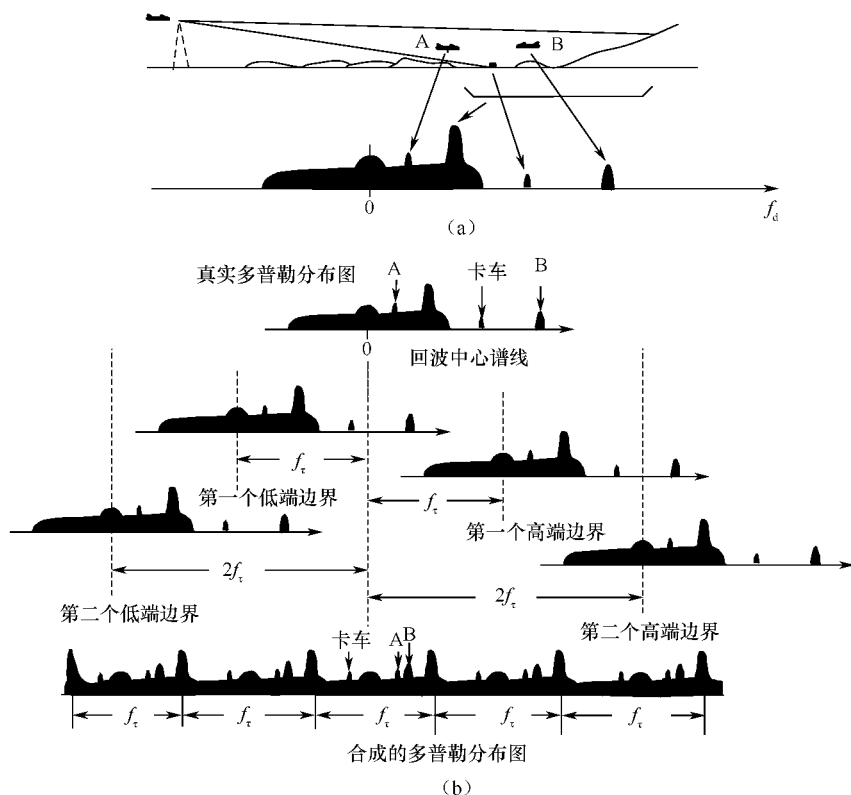 A
B
0
f_d
(a)
真实多普勒分布图
A
卡车
B
0
回波中心谱线
f_τ
第一个低端边界
f_τ
第一个高端边界
2f_τ
第二个低端边界
2f_τ
第二个高端边界
卡车
A
B
f_τ
f_τ
f_τ
f_τ
f_τ
合成的多普勒分布图
(b)